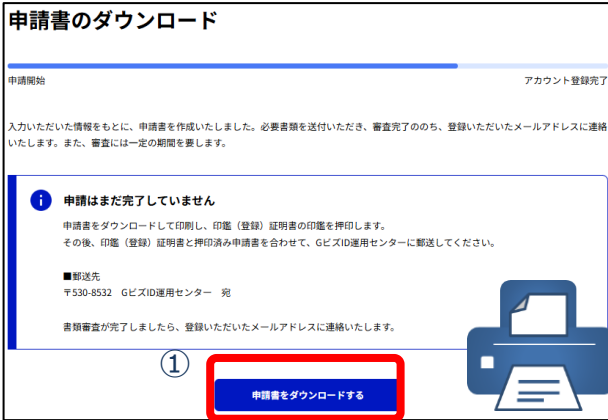 申請書のダウンロード
申請開始
アカウント登録完了
入力いただいた情報をもとに、申請書を作成いたしました。必要書類を送付いただき、審査完了ののち、登録いただいたメールアドレスに連絡
いたします。また、審査には一定の期間を要します。
申請はまだ完了していません
申請書をダウンロードして印刷し、印鑑（登録）証明書の印鑑を押印します。
その後、印鑑（登録）証明書と押印済み申請書を合わせて、GビズID運用センターに郵送してください。
■郵送先
〒530-8532　GビズID運用センター　宛
書類審査が完了しましたら、登録いただいたメールアドレスに連絡いたします。
①
申請書をダウンロードする